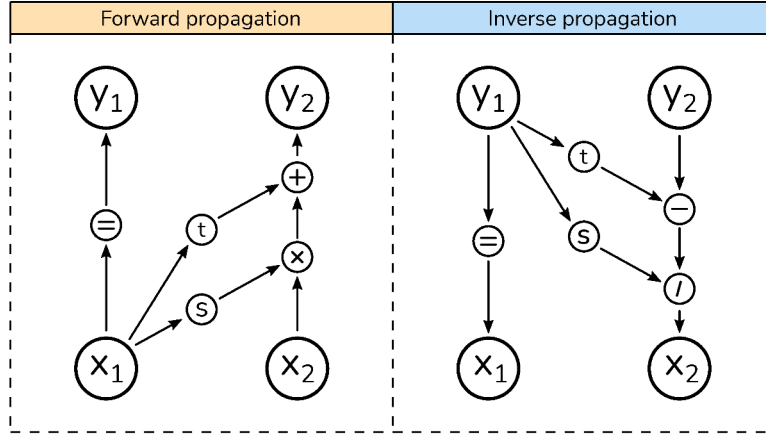 Forward propagation
Inverse propagation
y₁ y₂
+
= t
×
s
x₁ x₂
y₁ y₂
t
−
= s
/
x₁ x₂